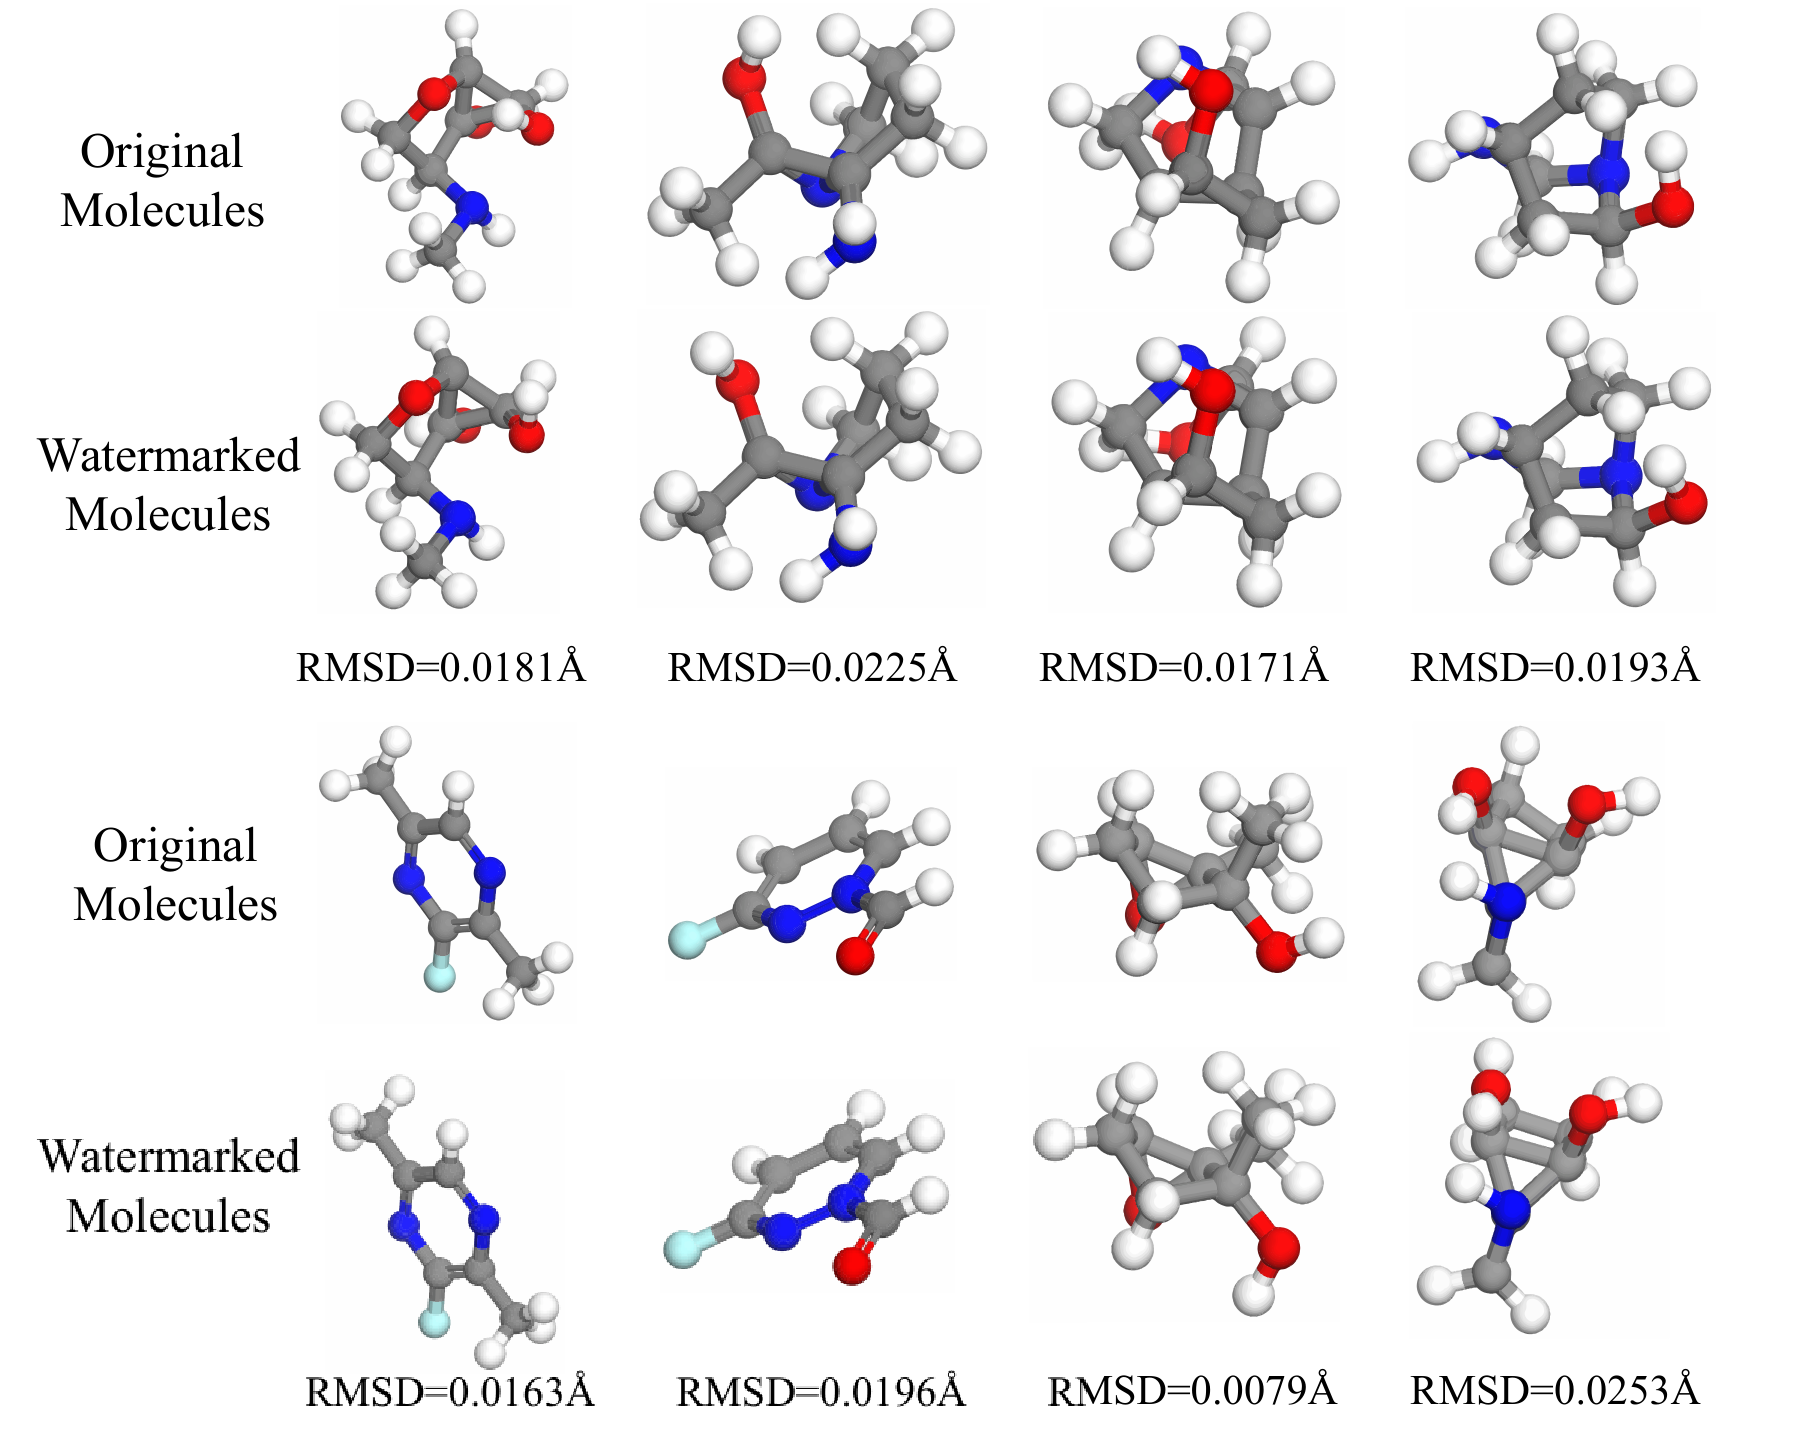 Original
Molecules
Watermarked
Molecules
RMSD=0.0181Å RMSD=0.0225Å RMSD=0.0171Å RMSD=0.0193Å
Original
Molecules
Watermarked
Molecules
RMSD=0.0163Å RMSD=0.0196Å RMSD=0.0079Å RMSD=0.0253Å